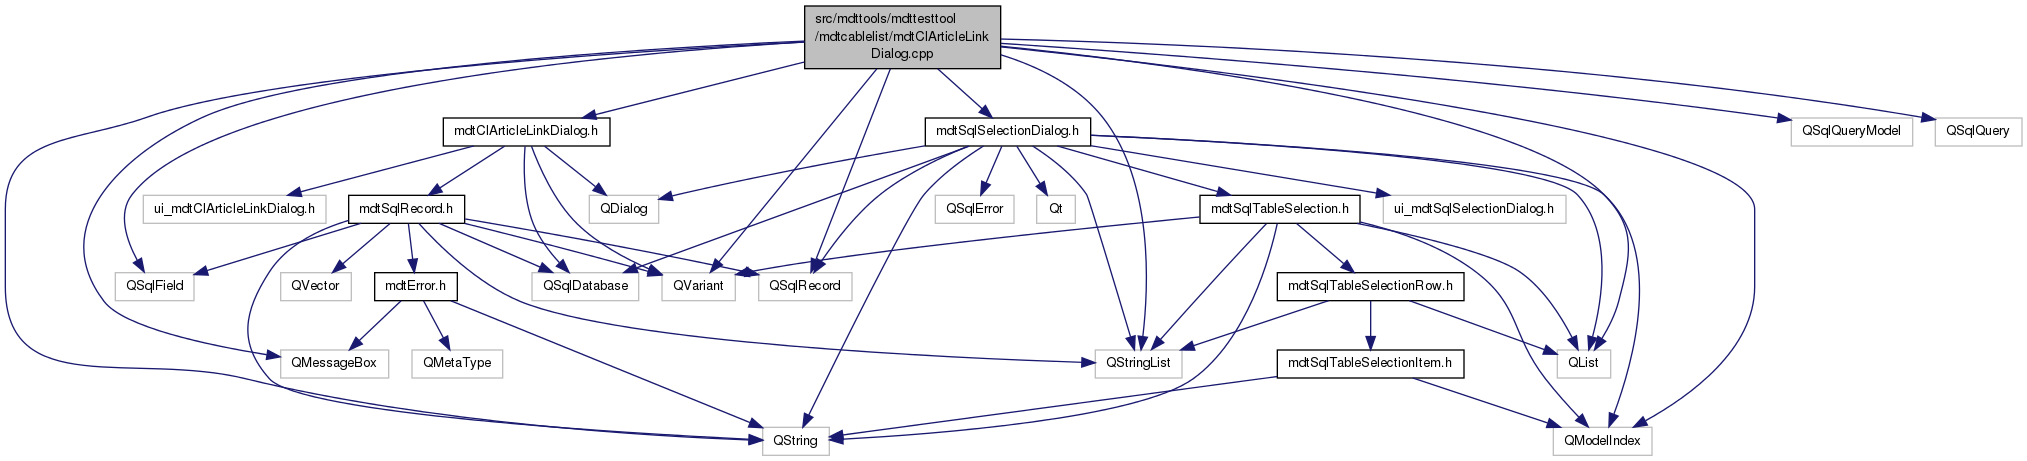 src/mdttools/mdttesttool
/mdtcablelist/mdtClArticleLink
Dialog.cpp
mdtClArticleLinkDialog.h
mdtSqlSelectionDialog.h
QSqlQueryModel
QSqlQuery
ui_mdtClArticleLinkDialog.h
mdtSqlRecord.h
QDialog
QSqlError
Qt
mdtSqlTableSelection.h
ui_mdtSqlSelectionDialog.h
QSqlField
QVector
mdtError.h
QSqlDatabase
QVariant
QSqlRecord
mdtSqlTableSelectionRow.h
QMessageBox
QMetaType
QStringList
mdtSqlTableSelectionItem.h
QList
QString
QModelIndex